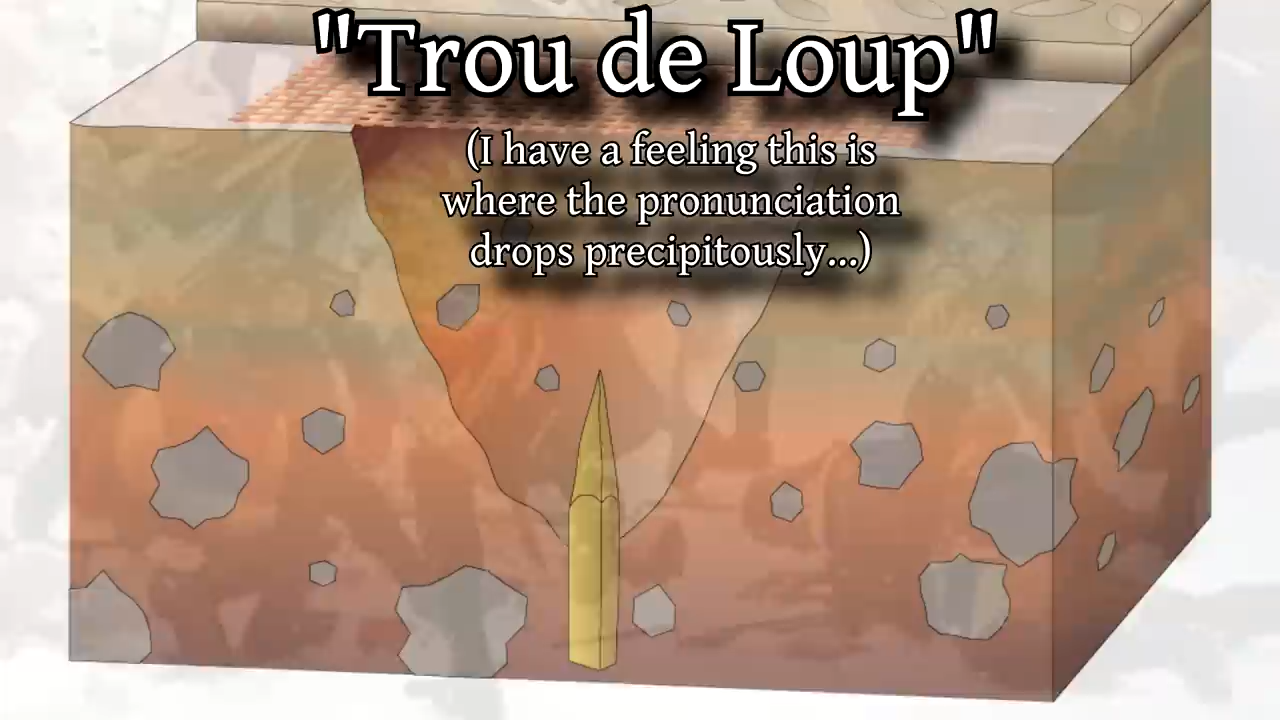 "Trou de Loup"
(I have a feeling this is
where the pronunciation
drops precipitously...)